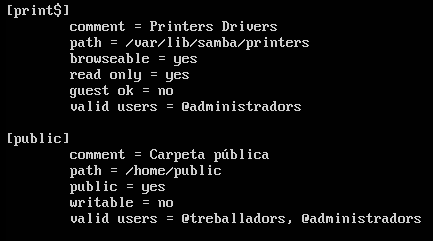 [print$]
comment = Printers Drivers
path = /var/lib/samba/printers
browseable = yes
read only = yes
guest ok = no
valid users = @administradors
[public]
comment = Carpeta pública
path = /home/public
public = yes
writable = no
valid users = @treballadors, @administradors